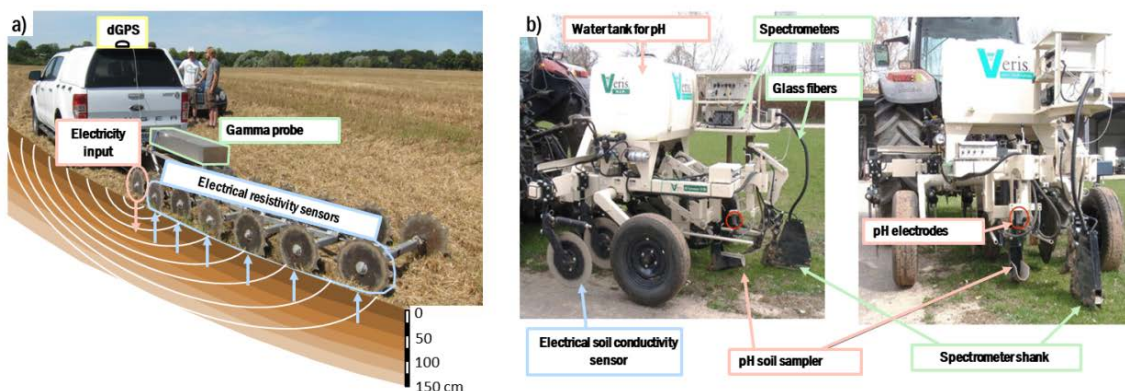 a)
dGPS
Gamma probe
Electricity
input
Electrical resistivity sensors
0
50
100
150 cm
b)
Water tank for pH
Spectrometers
Glass fibers
Veris
Veris
pH electrodes
Electrical soil conductivity
sensor
pH soil sampler
Spectrometer shank